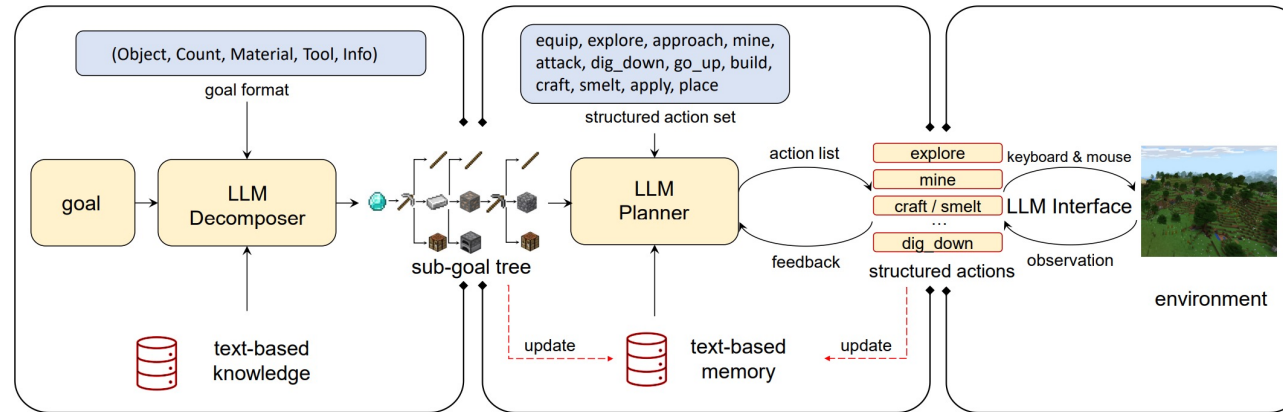 (Object, Count, Material, Tool, Info)
goal format
goal
LLM
Decomposer
text-based
knowledge
sub-goal tree
equip, explore, approach, mine,
attack, dig_down, go_up, build,
craft, smelt, apply, place
structured action set
LLM
Planner
update
text-based
memory
update
action list
feedback
explore
mine
craft / smelt
...
dig_down
structured actions
keyboard & mouse
LLM Interface
observation
environment